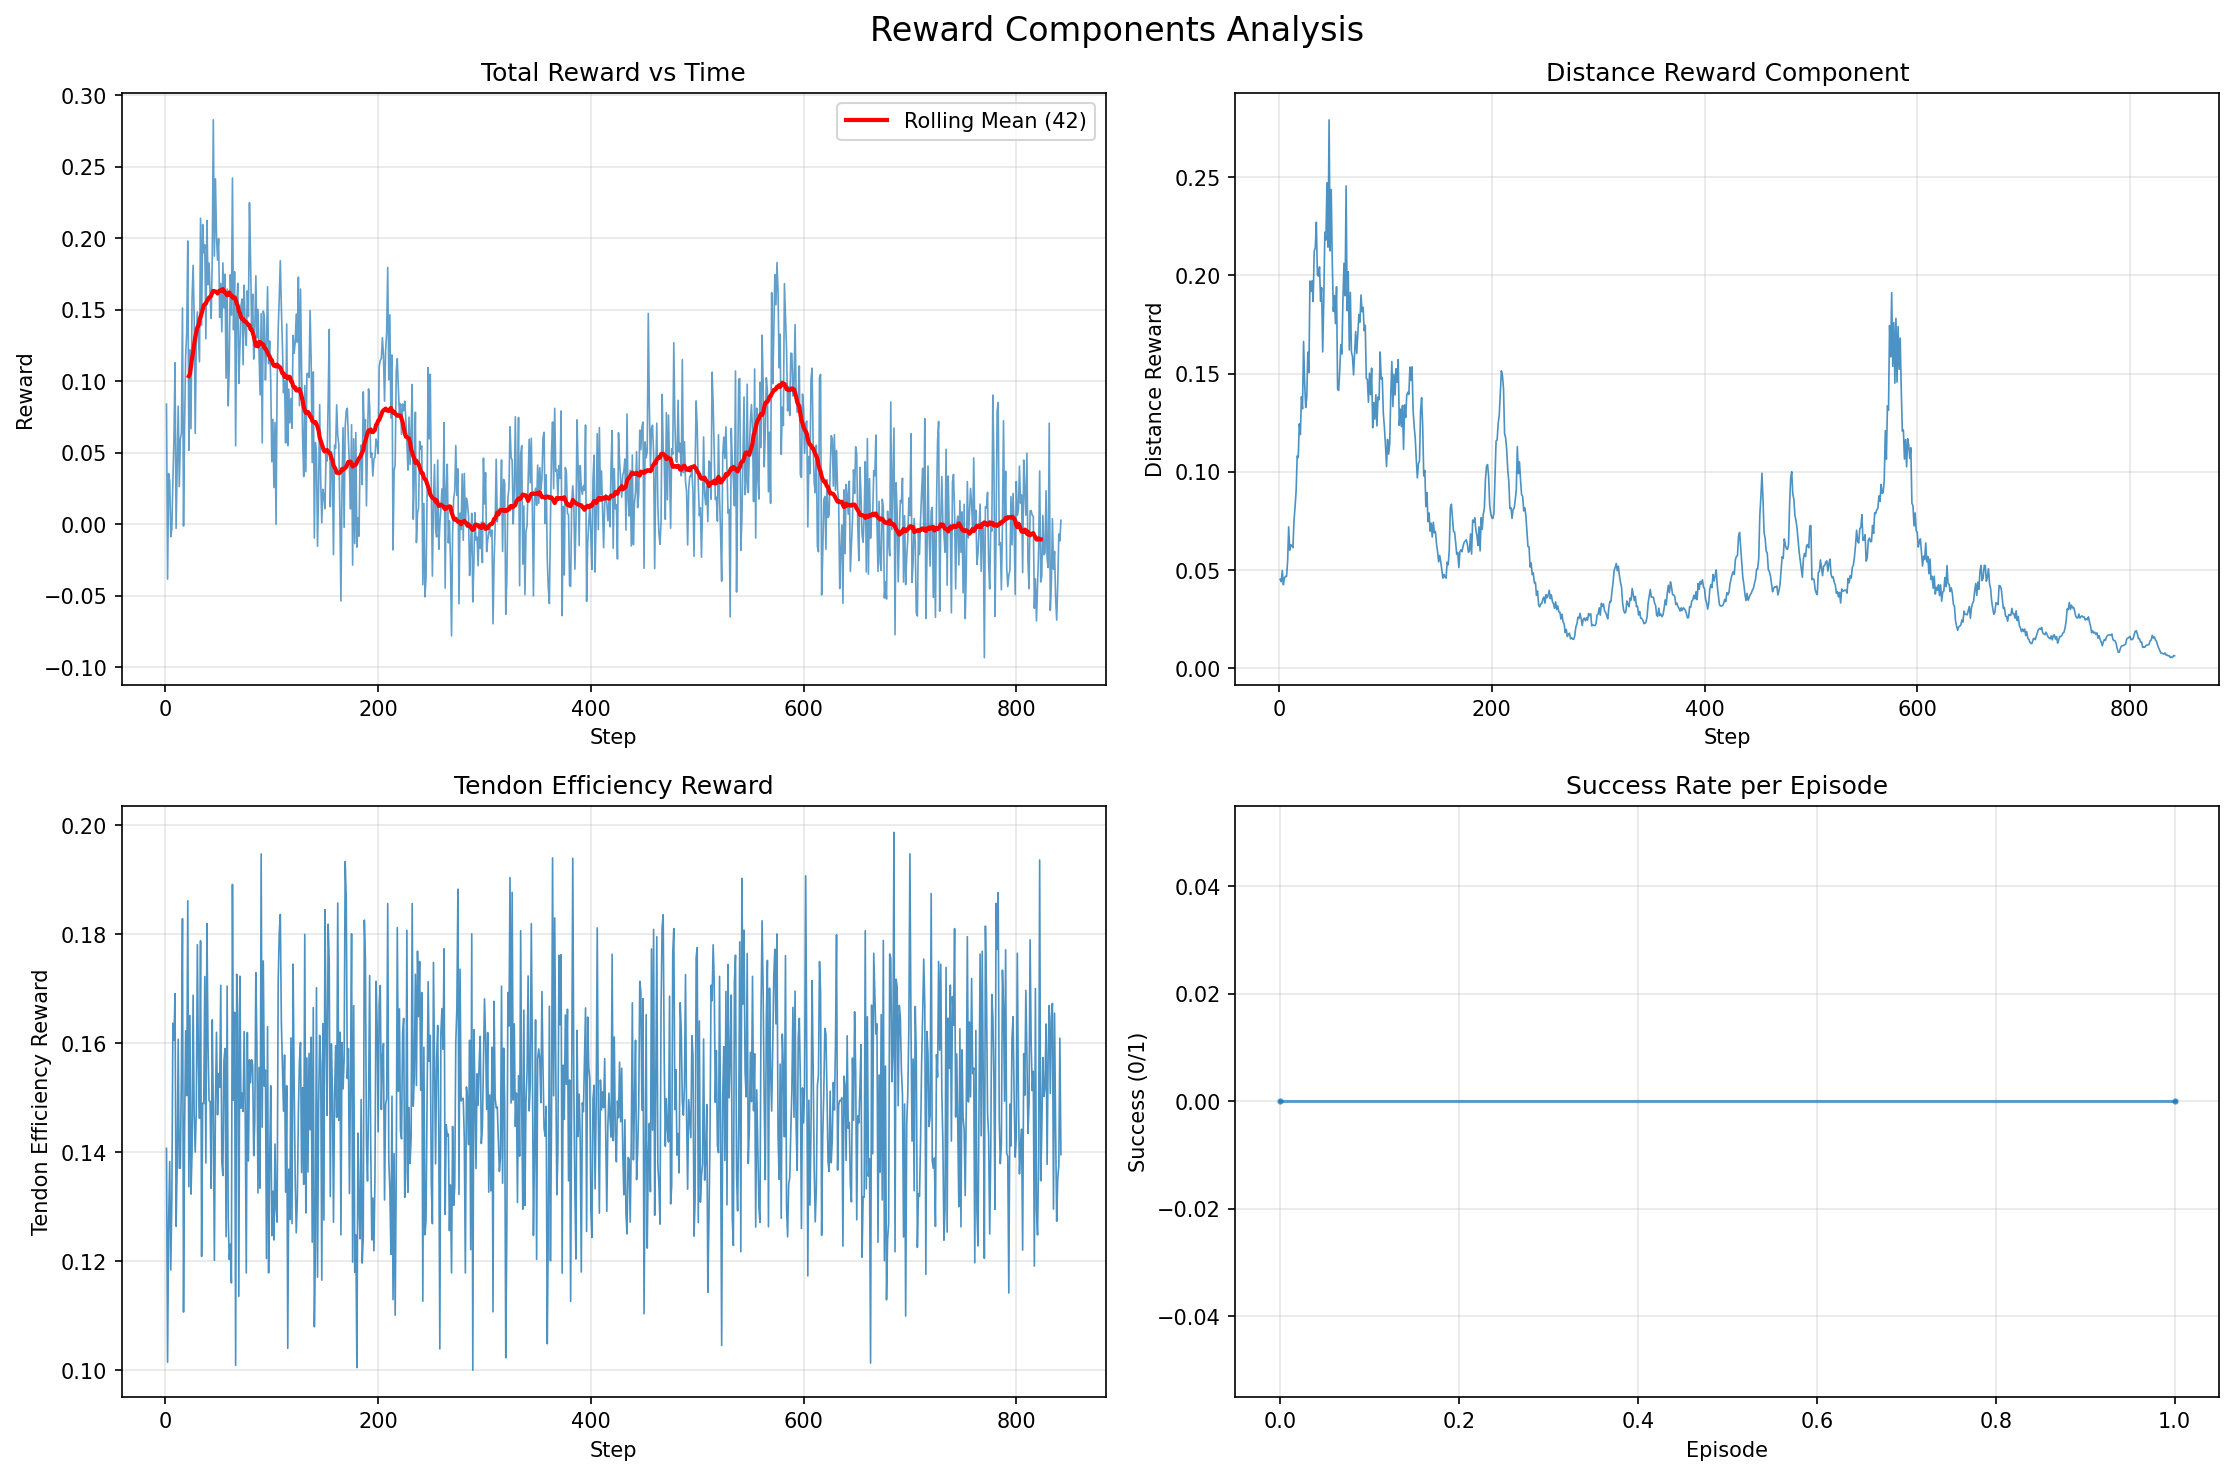 Reward Components Analysis
Total Reward vs Time
Reward
0.30
0.25
0.20
0.15
0.10
0.05
0.00
−0.05
−0.10
Rolling Mean (42)
0 200 400 600 800
Step
Distance Reward Component
Distance Reward
0.25
0.20
0.15
0.10
0.05
0.00
0 200 400 600 800
Step
Tendon Efficiency Reward
Tendon Efficiency Reward
0.20
0.18
0.16
0.14
0.12
0.10
0 200 400 600 800
Step
Success Rate per Episode
Success (0/1)
0.04
0.02
0.00
−0.02
−0.04
0.0 0.2 0.4 0.6 0.8 1.0
Episode